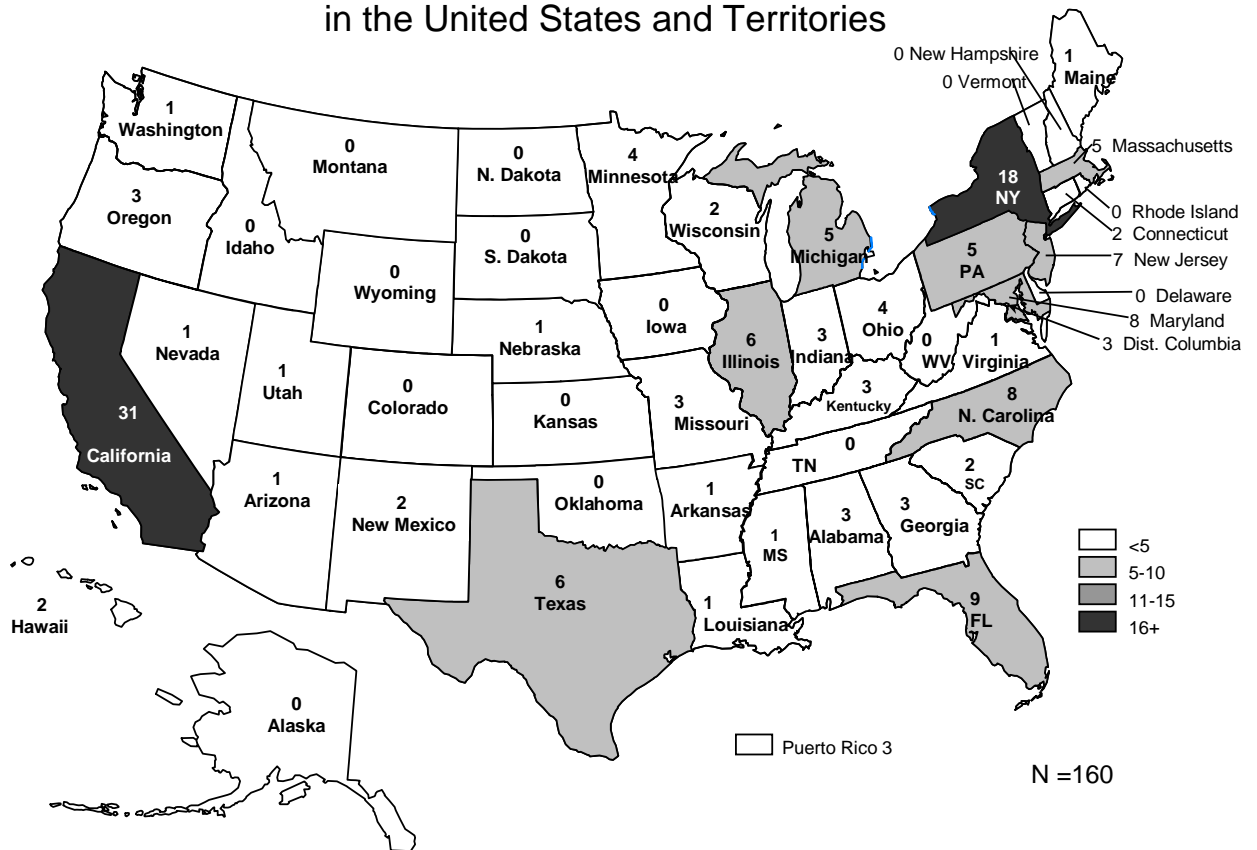 in the United States and Territories
0 New Hampshire
0 Vermont
1
Maine
1
Washington
0
Montana
0
N. Dakota
4
Minnesota
5 Massachusetts
3
Oregon
0
Idaho
2
Wisconsin
18
NY
0 Rhode Island
2 Connecticut
0
S. Dakota
5
Michigan
5
PA
7 New Jersey
0
Wyoming
0 Delaware
8 Maryland
3 Dist. Columbia
1
Nevada
1
Nebraska
0
Iowa
6
Illinois
3
Indiana
4
Ohio
0
WV
1
Virginia
1
Utah
0
Colorado
0
Kansas
3
Missouri
3
Kentucky
8
N. Carolina
31
California
0
TN
2
SC
1
Arizona
2
New Mexico
0
Oklahoma
1
Arkansas
1
MS
3
Alabama
3
Georgia
<5
5-10
11-15
16+
2
Hawaii
6
Texas
1
Louisiana
9
FL
0
Alaska
Puerto Rico 3
N =160